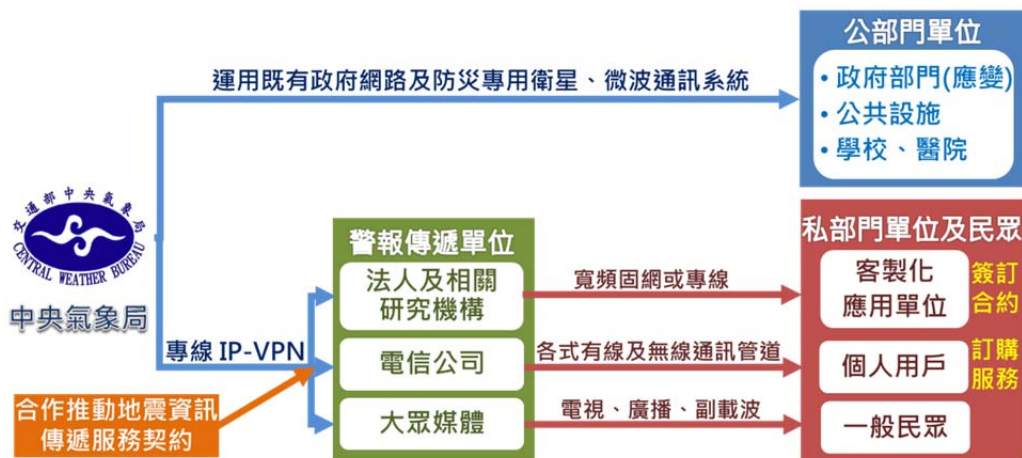 公部門單位
運用既有政府網路及防災專用衛星、微波通訊系統
• 政府部門(應變)
• 公共設施
• 學校、醫院
交通部中央氣象局
CENTRAL WEATHER BUREAU
中央氣象局
警報傳遞單位
私部門單位及民眾
法人及相關
研究機構
寬頻固網或專線
客製化
應用單位
簽訂
合約
專線 IP-VPN
電信公司
各式有線及無線通訊管道
個人用戶
訂購
服務
合作推動地震資訊
傳遞服務契約
大眾媒體
電視、廣播、副載波
一般民眾